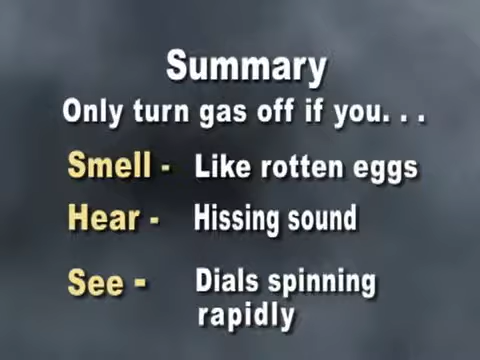 Summary
Only turn gas off if you. . .
Smell - Like rotten eggs
Hear - Hissing sound
See - Dials spinning
rapidly